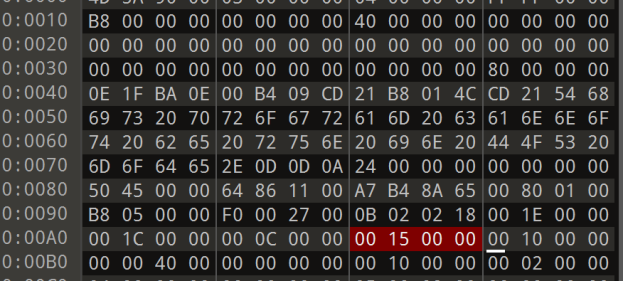 0:0010 B8 00 00 00 00 00 00 00 40 00 00 00 00 00 00 00
0:0020 00 00 00 00 00 00 00 00 00 00 00 00 00 00 00 00
0:0030 00 00 00 00 00 00 00 00 00 00 00 00 80 00 00 00
0:0040 0E 1F BA 0E 00 B4 09 CD 21 B8 01 4C CD 21 54 68
0:0050 69 73 20 70 72 6F 67 72 61 6D 20 63 61 6E 6E 6F
0:0060 74 20 62 65 20 72 75 6E 20 69 6E 20 44 4F 53 20
0:0070 6D 6F 64 65 2E 0D 0D 0A 24 00 00 00 00 00 00 00
0:0080 50 45 00 00 64 86 11 00 A7 B4 8A 65 00 80 01 00
0:0090 B8 05 00 00 F0 00 27 00 0B 02 02 18 00 1E 00 00
0:00A0 00 1C 00 00 00 0C 00 00 00 15 00 00 00 10 00 00
0:00B0 00 00 40 00 00 00 00 00 00 10 00 00 00 02 00 00